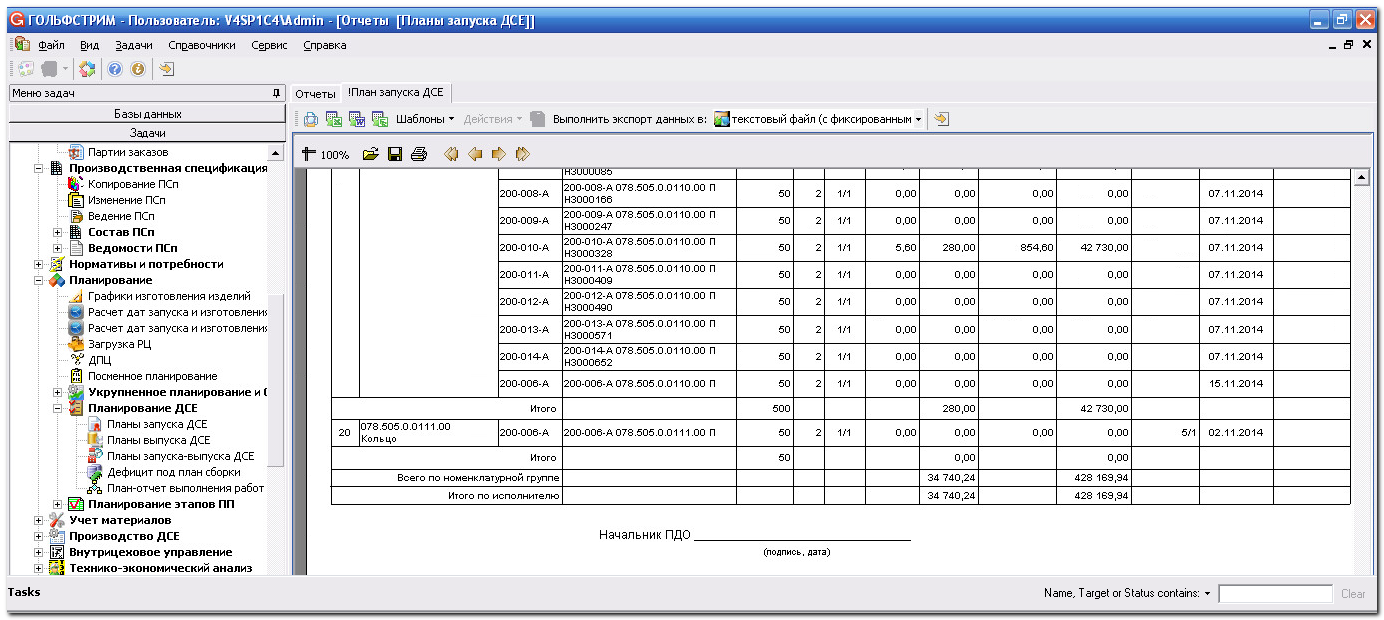 ГОЛЬФСТРИМ - Пользователь: V4SP1C4\Admin - [Отчеты [Планы запуска ДСЕ]]
Файл Вид Задачи Справочники Сервис Справка
Меню задач
Базы данных
Задачи
Партии заказов
Производственная спецификация
Копирование ПСп
Изменение ПСп
Ведение ПСп
Состав ПСп
Ведомости ПСп
Нормативы и потребности
Планирование
Графики изготовления изделий
Расчет дат запуска и изготовления
Расчет дат запуска и изготовления
Загрузка РЦ
ДПЦ
Посменное планирование
Укрупненное планирование и О
Планирование ДСЕ
Планы запуска ДСЕ
Планы выпуска ДСЕ
Планы запуска-выпуска ДСЕ
Дефицит под план сборки
План-отчет выполнения работ
Планирование этапов ПП
Учет материалов
Производство ДСЕ
Внутрицеховое управление
Технико-экономический анализ
Отчеты !План запуска ДСЕ
Шаблоны Действия Выполнить экспорт данных в: текстовый файл (с фиксированным
100%
Н3000085
200-008-А 200-008-А 078.505.0.0110.00 П Н3000166 50 2 1/1 0,00 0,00 0,00 0,00 07.11.2014
200-009-А 200-009-А 078.505.0.0110.00 П Н3000247 50 2 1/1 0,00 0,00 0,00 0,00 07.11.2014
200-010-А 200-010-А 078.505.0.0110.00 П Н3000328 50 2 1/1 5,60 280,00 854,60 42 730,00 07.11.2014
200-011-А 200-011-А 078.505.0.0110.00 П Н3000409 50 2 1/1 0,00 0,00 0,00 0,00 07.11.2014
200-012-А 200-012-А 078.505.0.0110.00 П Н3000490 50 2 1/1 0,00 0,00 0,00 0,00 07.11.2014
200-013-А 200-013-А 078.505.0.0110.00 П Н3000571 50 2 1/1 0,00 0,00 0,00 0,00 07.11.2014
200-014-А 200-014-А 078.505.0.0110.00 П Н3000652 50 2 1/1 0,00 0,00 0,00 0,00 07.11.2014
200-006-А 200-006-А 078.505.0.0110.00 П 50 2 1/1 0,00 0,00 0,00 0,00 15.11.2014
Итого 500 280,00 42 730,00
20 078.505.0.0111.00 Кольцо 200-006-А 200-006-А 078.505.0.0111.00 П 50 2 1/1 0,00 0,00 0,00 0,00 5/1 02.11.2014
Итого 50 0,00 0,00
Всего по номенклатурной группе 34 740,24 428 169,94
Итого по исполнителю 34 740,24 428 169,94
Начальник ПДО
(подпись, дата)
Tasks
Name, Target or Status contains: Clear